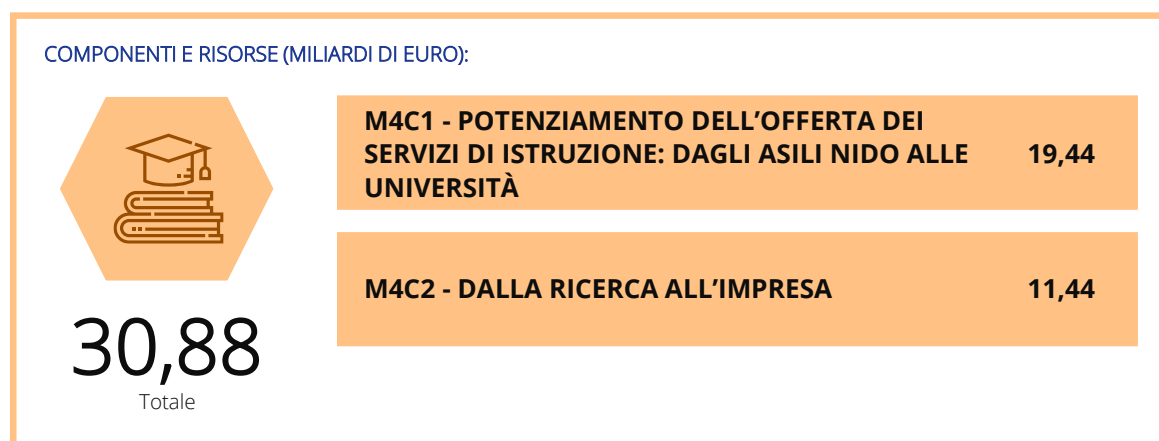 COMPONENTI E RISORSE (MILIARDI DI EURO):
M4C1 - POTENZIAMENTO DELL’OFFERTA DEI
SERVIZI DI ISTRUZIONE: DAGLI ASILI NIDO ALLE
UNIVERSITÀ
19,44
M4C2 - DALLA RICERCA ALL’IMPRESA
11,44
30,88
Totale